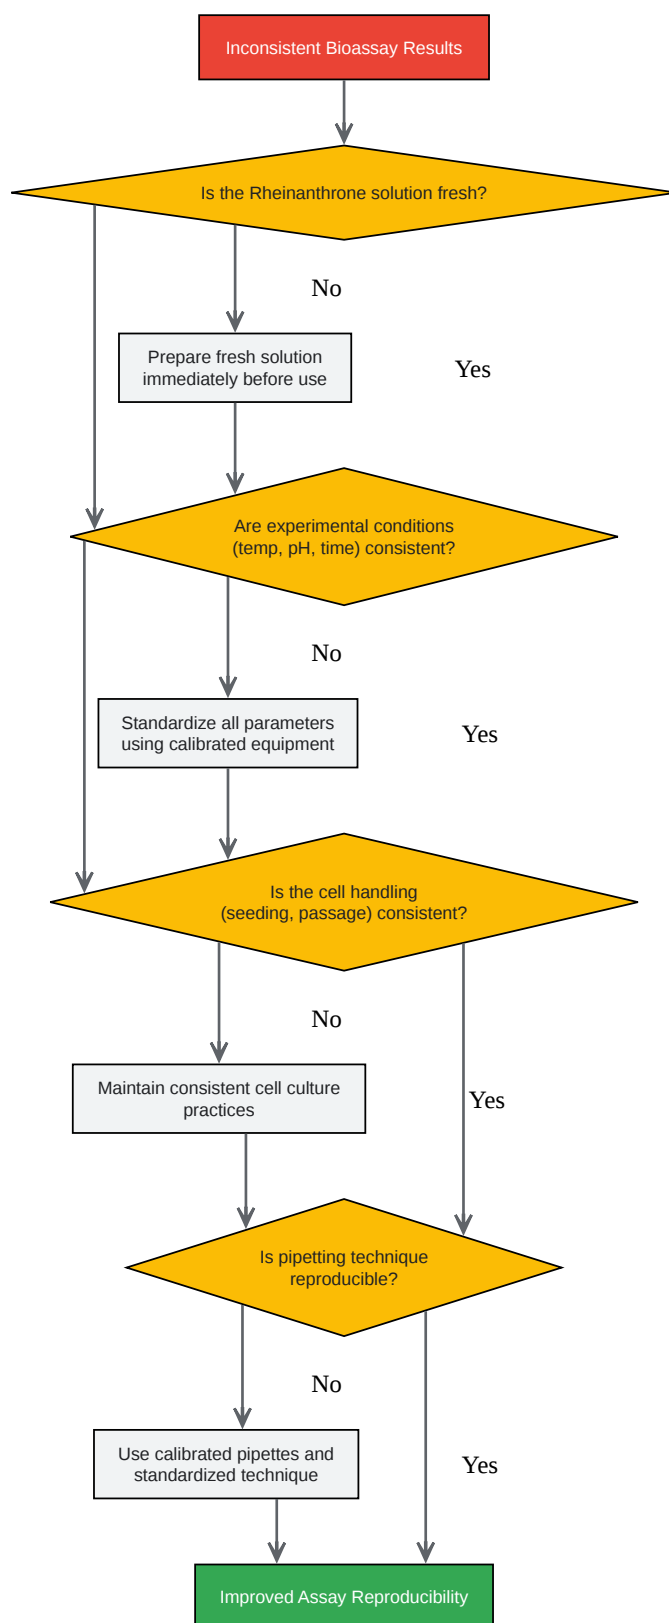 Inconsistent Bioassay Results
Is the Rheinanthrone solution fresh?
No
Prepare fresh solution
immediately before use
Yes
Are experimental conditions
(temp, pH, time) consistent?
No
Standardize all parameters
using calibrated equipment
Yes
Is the cell handling
(seeding, passage) consistent?
No
Maintain consistent cell culture
practices
Yes
Is pipetting technique
reproducible?
No
Use calibrated pipettes and
standardized technique
Yes
Improved Assay Reproducibility